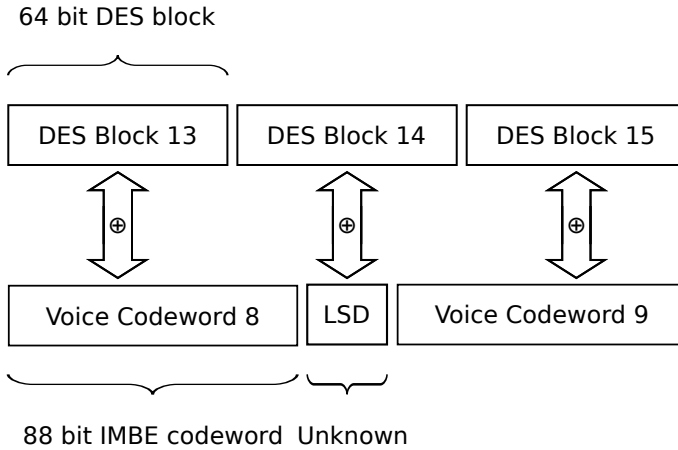 64 bit DES block
DES Block 13 DES Block 14 DES Block 15
⊕ ⊕ ⊕
Voice Codeword 8 LSD Voice Codeword 9
88 bit IMBE codeword Unknown